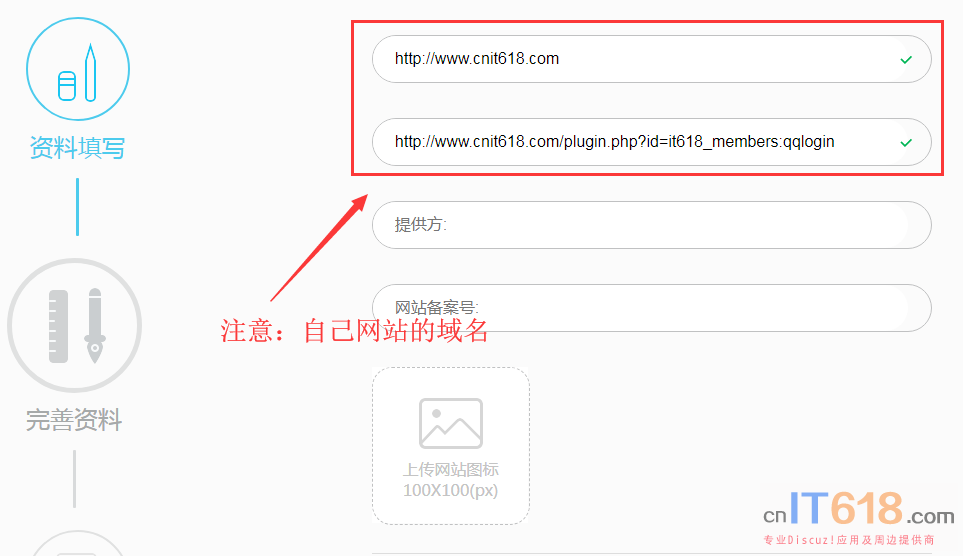 http://www.cnit618.com
http://www.cnit618.com/plugin.php?id=it618_members:qqlogin
资料填写
提供方:
网站备案号:
注意：自己网站的域名
完善资料
上传网站图标
100X100(px)
cnIT618.com
专业Discuz!应用及周边提供商